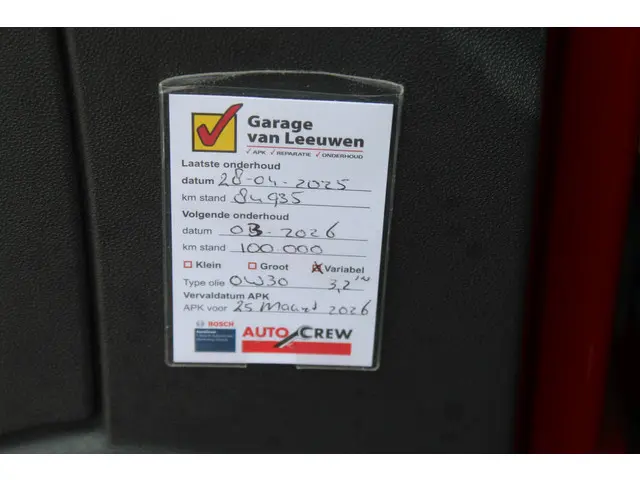 Garage
van Leeuwen
✓ APK ✓ REPARATIE ✓ ONDERHOUD
Laatste onderhoud
datum 28-04-2025
km stand 84935
Volgende onderhoud
datum 03-2026
km stand 100.000
☐ Klein ☐ Groot ☒ Variabel
Type olie 0W30 3,2
Vervaldatum APK
APK voor 25 Maart 2026
BOSCH
AUTO CREW